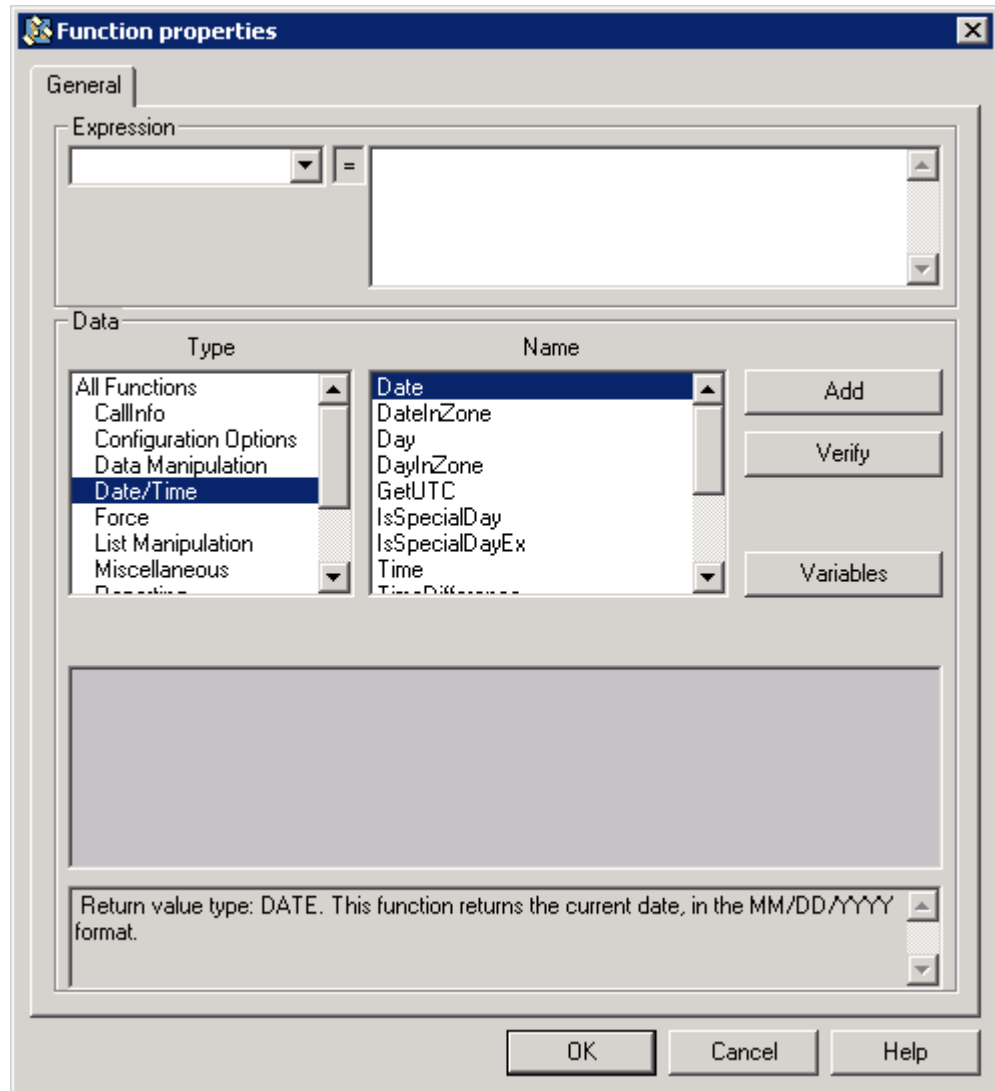 Function properties
General
Expression
=
Data
Type
Name
All Functions
CallInfo
Configuration Options
Data Manipulation
Date/Time
Force
List Manipulation
Miscellaneous
Date
DateInZone
Day
DayInZone
GetUTC
IsSpecialDay
IsSpecialDayEx
Time
Add
Verify
Variables
Return value type: DATE. This function returns the current date, in the MM/DD/YYYY
format.
OK
Cancel
Help